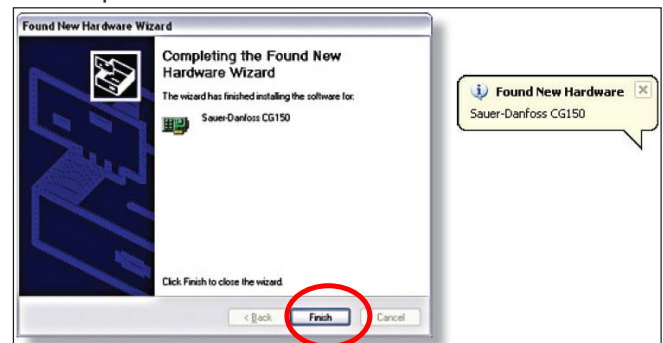 Found New Hardware Wizard
Completing the Found New
Hardware Wizard
The wizard has finished installing the software for:
Sauer-Danfoss CG150
Click Finish to close the wizard.
< Back
Finish
Cancel
Found New Hardware
Sauer-Danfoss CG150